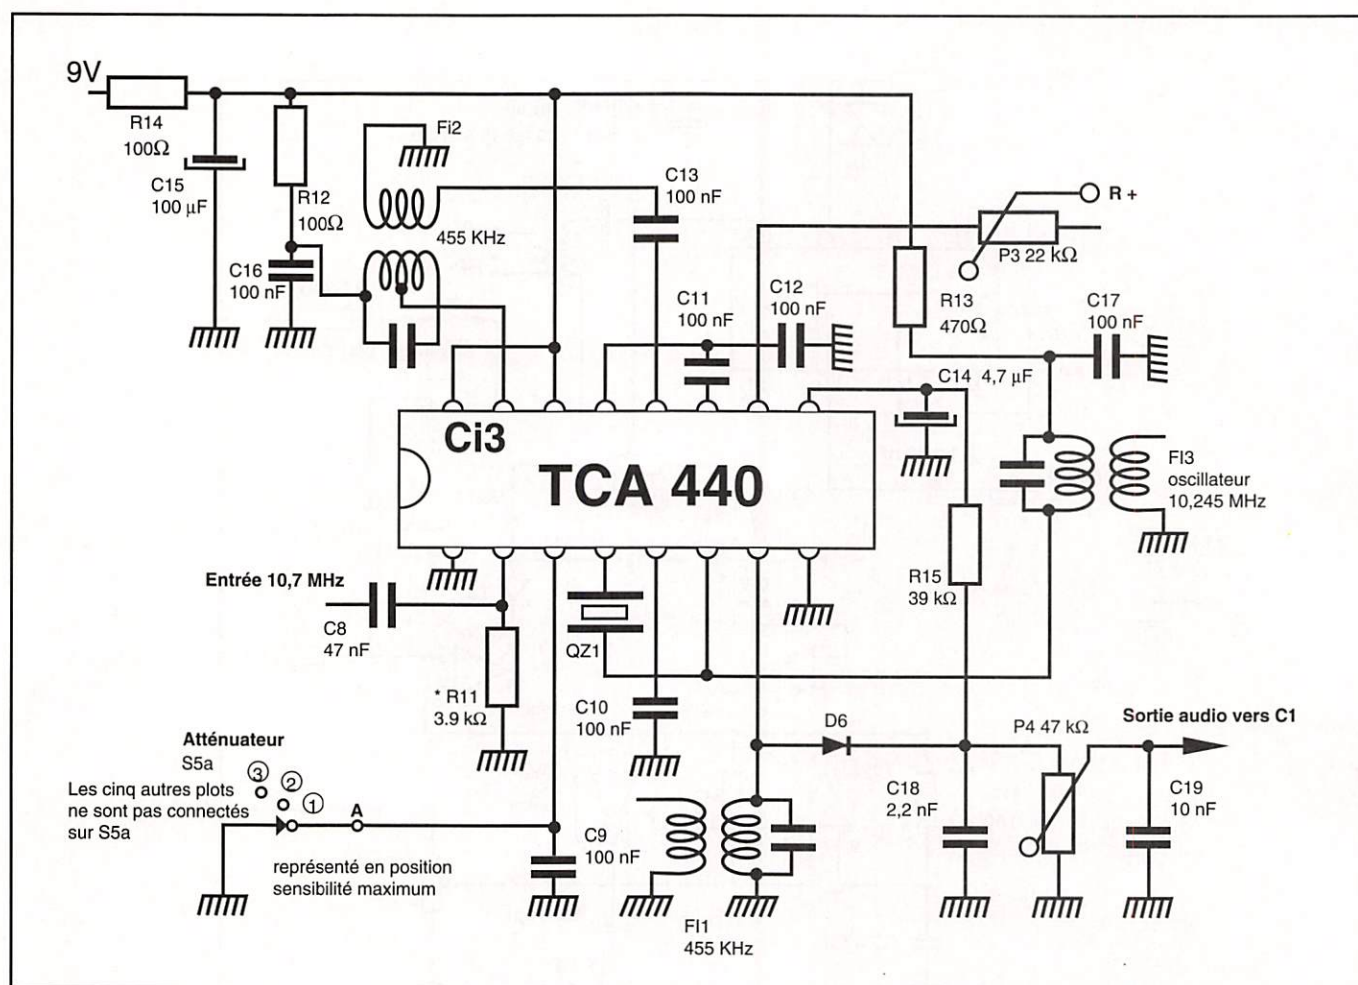 9V
R14
100Ω
C15
100 µF
R12
100Ω
C16
100 nF
Fi2
455 KHz
C13
100 nF
C11
100 nF
C12
100 nF
R +
P3 22 kΩ
R13
470Ω
C17
100 nF
C14 4,7 µF
Ci3
TCA 440
FI3
oscillateur
10,245 MHz
Entrée 10,7 MHz
C8
47 nF
* R11
3.9 kΩ
QZ1
C10
100 nF
R15
39 kΩ
D6
P4 47 kΩ
Sortie audio vers C1
Atténuateur
S5a
3
2
1
A
Les cinq autres plots
ne sont pas connectés
sur S5a
représenté en position
sensibilité maximum
C9
100 nF
FI1
455 KHz
C18
2,2 nF
C19
10 nF